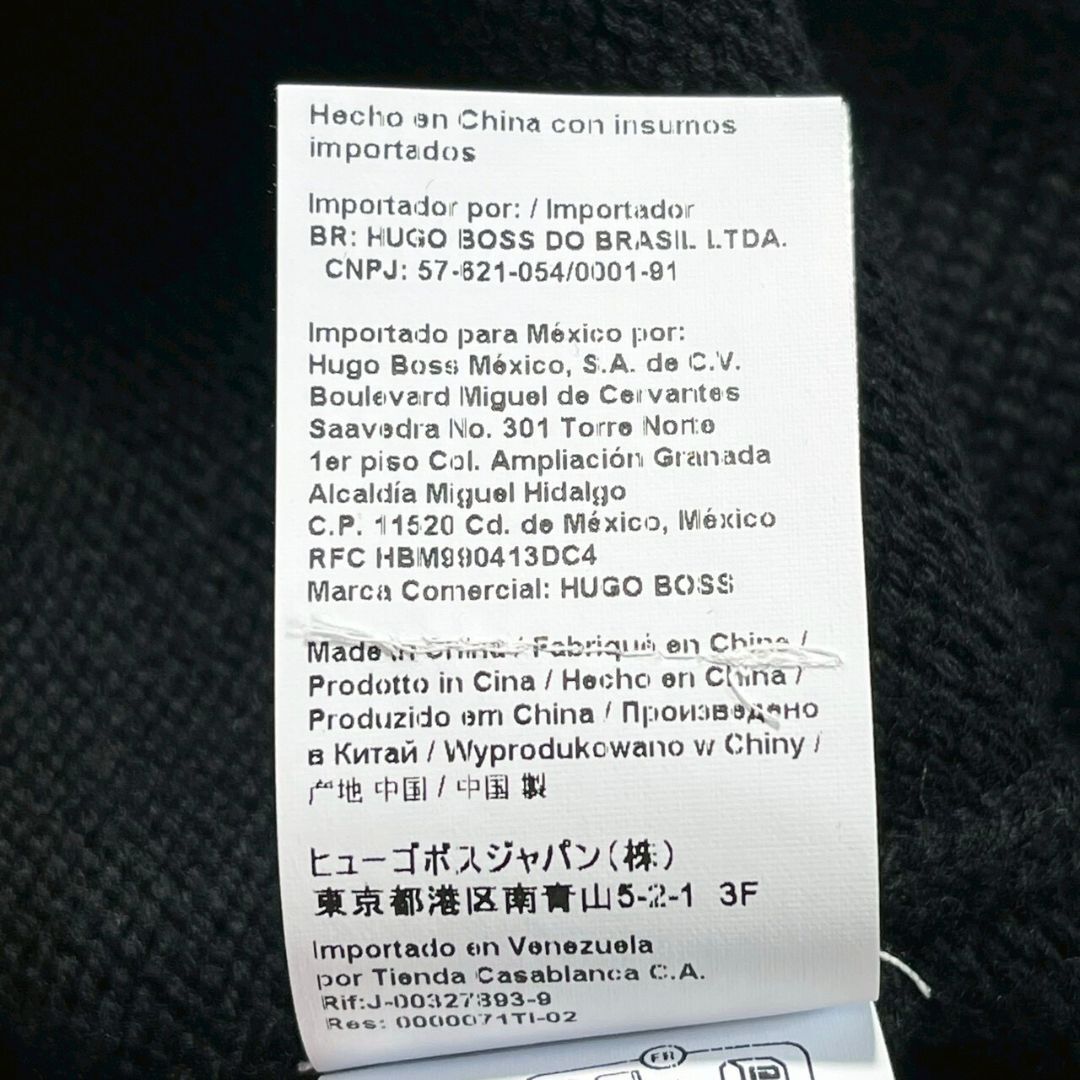 Hecho en China con insumos
importados
Importador por: / Importador
BR: HUGO BOSS DO BRASIL LTDA.
CNPJ: 57-621-054/0001-91
Importado para México por:
Hugo Boss México, S.A. de C.V.
Boulevard Miguel de Cervantes
Saavedra No. 301 Torre Norte
1er piso Col. Ampliación Granada
Alcaldía Miguel Hidalgo
C.P. 11520 Cd. de México, México
RFC HBM990413DC4
Marca Comercial: HUGO BOSS
Made in China / Fabriqué en Chine /
Prodotto in Cina / Hecho en China /
Produzido em China / Произведено
в Китай / Wyprodukowano w Chiny /
产地 中国 / 中国 製
ヒューゴボスジャパン(株)
東京都港区南青山5-2-1 3F
Importado en Venezuela
por Tienda Casablanca C.A.
Rif:J-00327393-9
Res: 0000071TI-02
FR